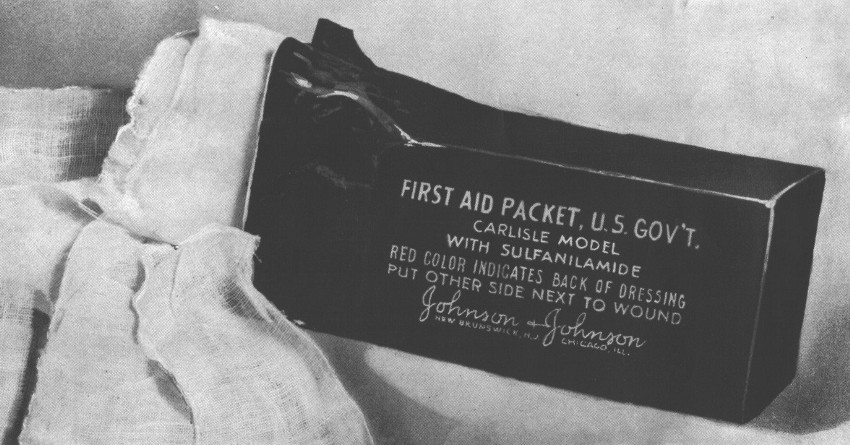 FIRST AID PACKET, U.S. GOV'T.
CARLISLE MODEL
WITH SULFANILAMIDE
RED COLOR INDICATES BACK OF DRESSING
PUT OTHER SIDE NEXT TO WOUND
Johnson & Johnson
NEW BRUNSWICK, N.J. CHICAGO, ILL.